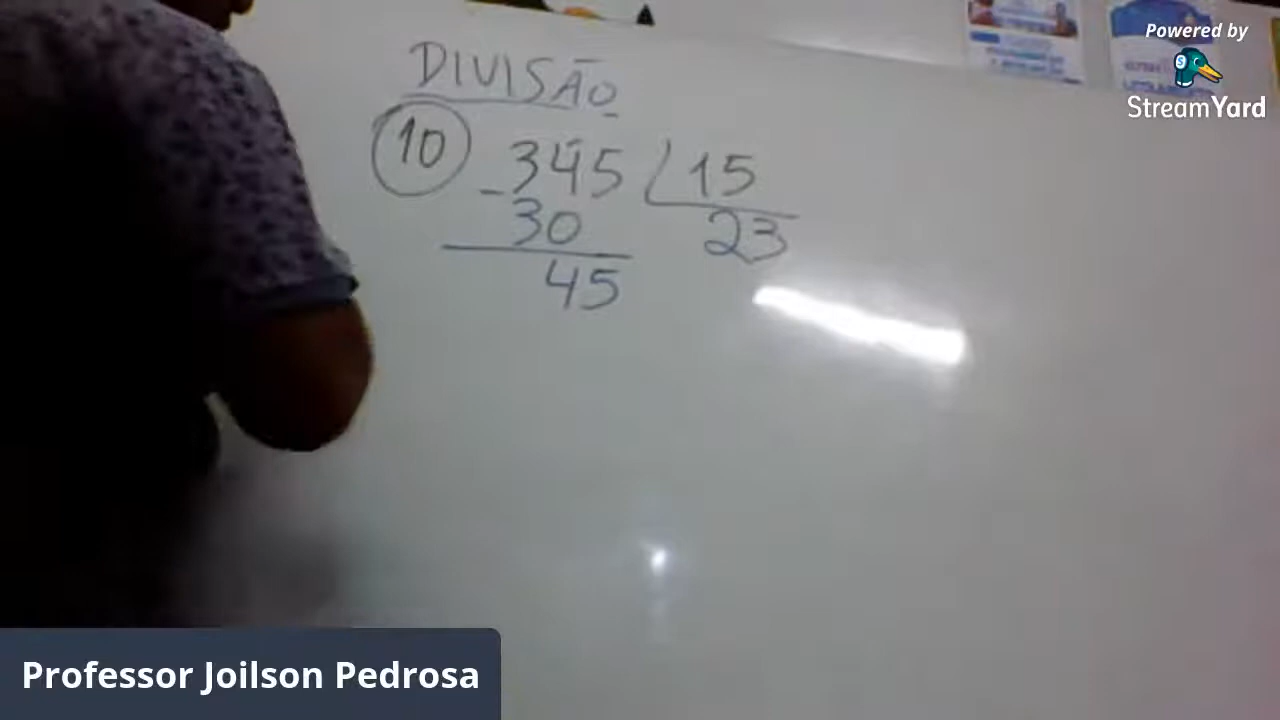 Powered by
StreamYard
DIVISÃO
10
345 15
- 30 23
45
Professor Joilson Pedrosa